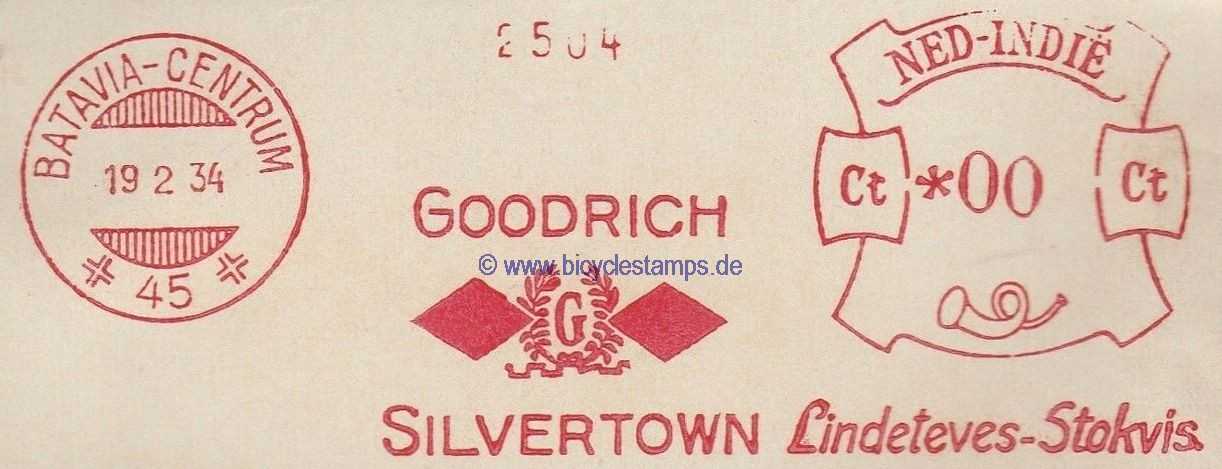 BATAVIA-CENTRUM
19 2 34
45
2504
GOODRICH
G
SILVERTOWN
Lindeteves-Stokvis.
NED-INDIË
Ct *00 Ct
© www.bicyclestamps.de